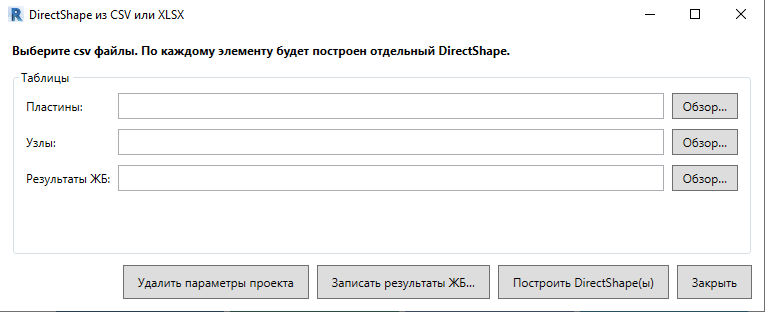 DirectShape из CSV или XLSX
Выберите csv файлы. По каждому элементу будет построен отдельный DirectShape.
Таблицы
Пластины: Обзор...
Узлы: Обзор...
Результаты ЖБ: Обзор...
Удалить параметры проекта Записать результаты ЖБ... Построить DirectShape(ы) Закрыть